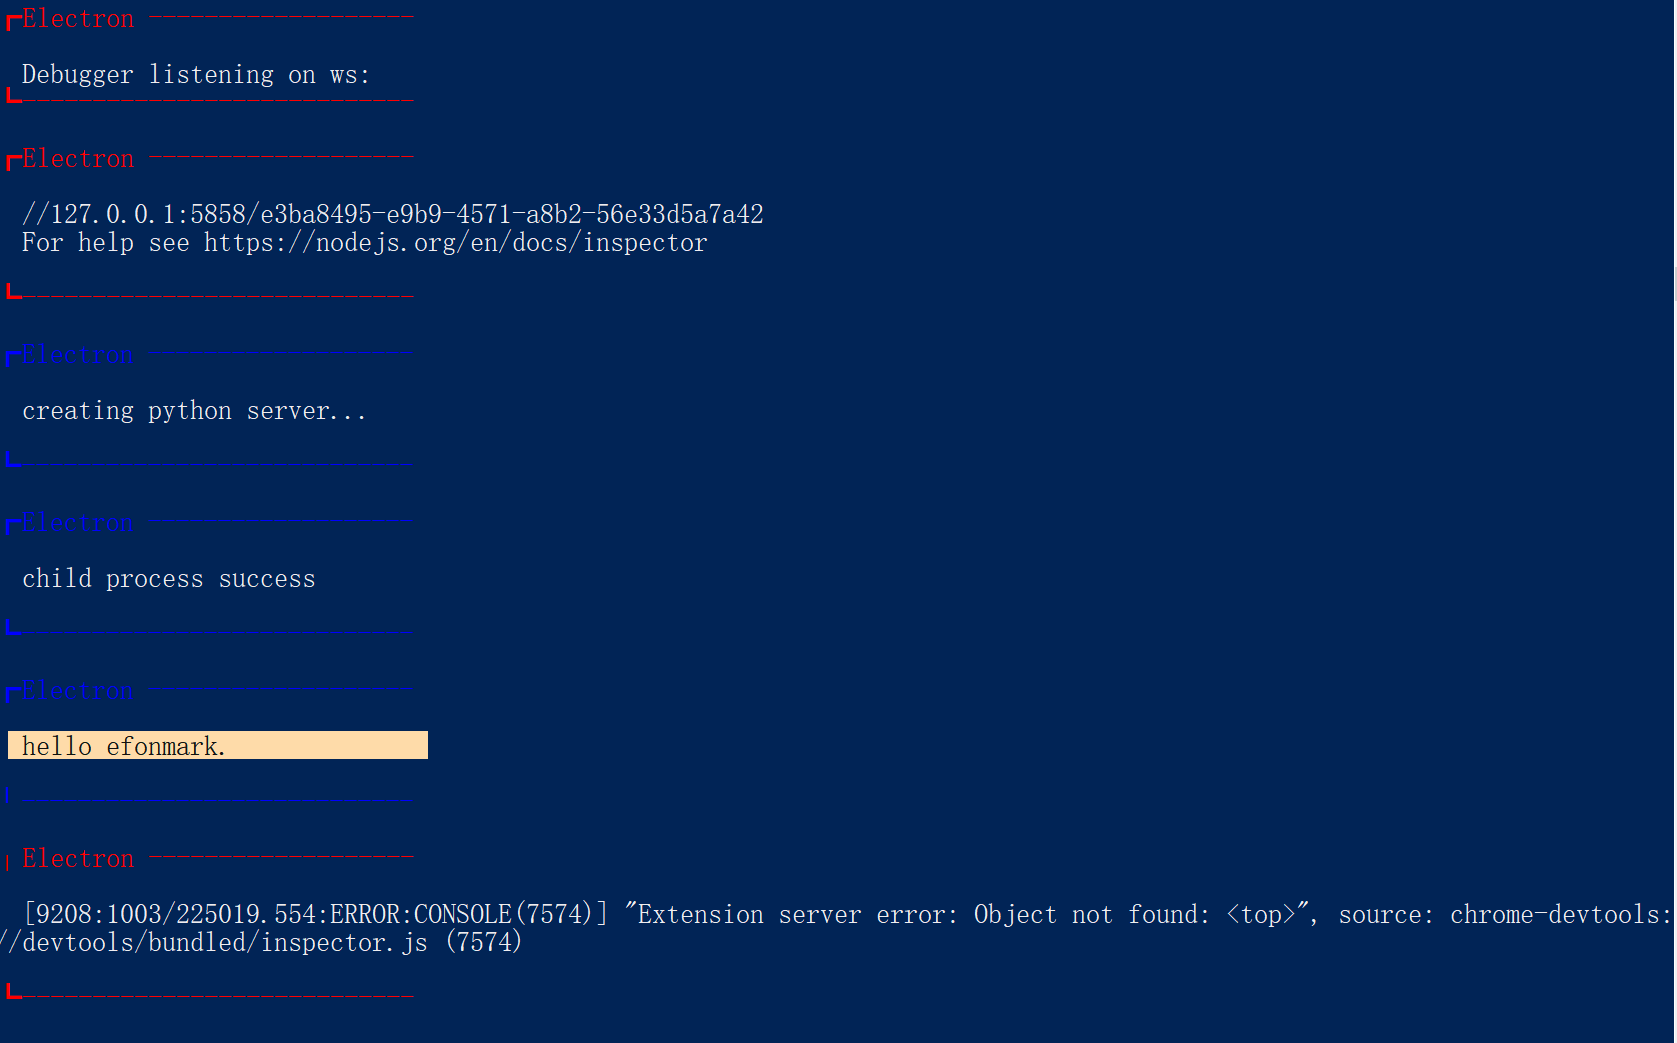 ┏Electron -------------------
Debugger listening on ws:
┗----------------------------
┏Electron -------------------
//127.0.0.1:5858/e3ba8495-e9b9-4571-a8b2-56e33d5a7a42
For help see https://nodejs.org/en/docs/inspector
┗----------------------------
┏Electron -------------------
creating python server...
┗----------------------------
┏Electron -------------------
child process success
┗----------------------------
┏Electron -------------------
hello efonmark.
┗----------------------------
┏Electron -------------------
[9208:1003/225019.554:ERROR:CONSOLE(7574)] "Extension server error: Object not found: <top>", source: chrome-devtools:
//devtools/bundled/inspector.js (7574)
┗----------------------------